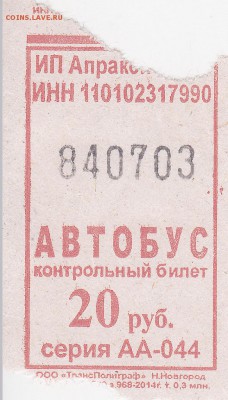 COINS.LAVE.RU
ИП
ИНН 110102317990
840703
АВТОБУС
контрольный билет
20 руб.
серия АА-044
ООО «ТрансПолиграф» Н.Новгород
968-2014г. т. 0,3 млн.